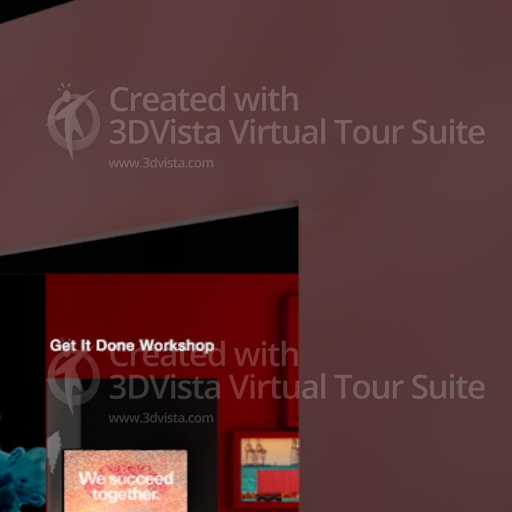 Created with
3DVista Virtual Tour Suite
www.3dvista.com
Get It Done Workshop
Created with
3DVista Virtual Tour Suite
www.3dvista.com
We succeed
together.